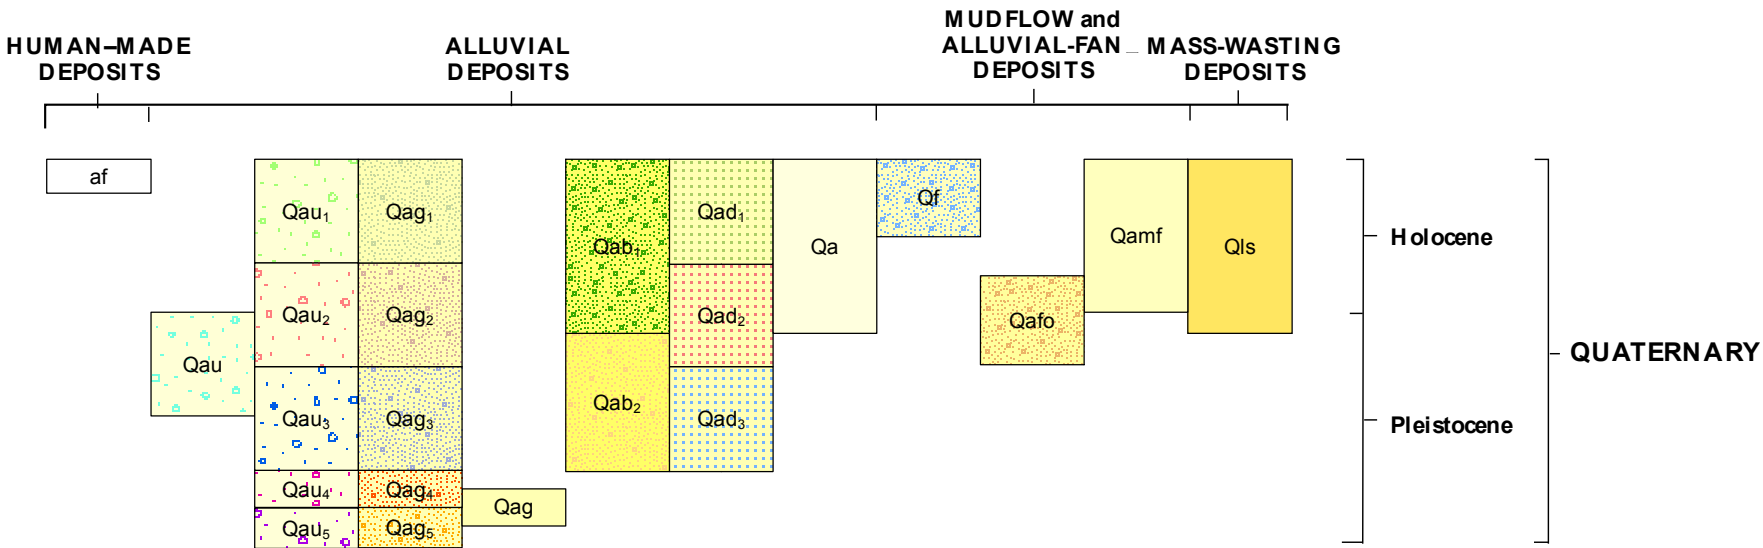 HUMAN–MADE
DEPOSITS
ALLUVIAL
DEPOSITS
MUDFLOW and
ALLUVIAL-FAN
DEPOSITS
MASS-WASTING
DEPOSITS
af
Qau
Qau1
Qau2
Qau3
Qau4
Qau5
Qag1
Qag2
Qag3
Qag4
Qag5
Qag
Qab1
Qab2
Qad1
Qad2
Qad3
Qa
Qf
Qafo
Qamf
Qls
Holocene
Pleistocene
QUATERNARY